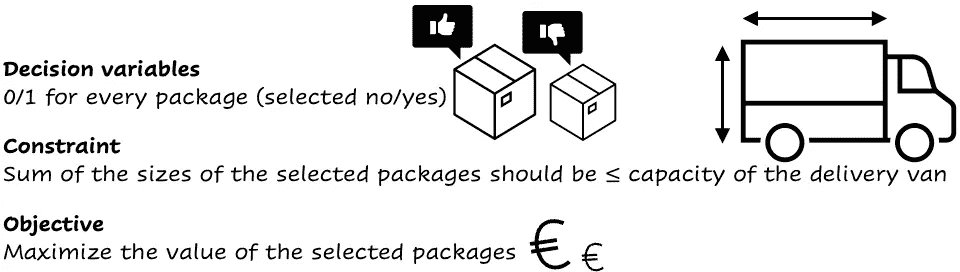 Decision variables
0/1 for every package (selected no/yes)
Constraint
Sum of the sizes of the selected packages should be ≤ capacity of the delivery van
Objective
Maximize the value of the selected packages € €